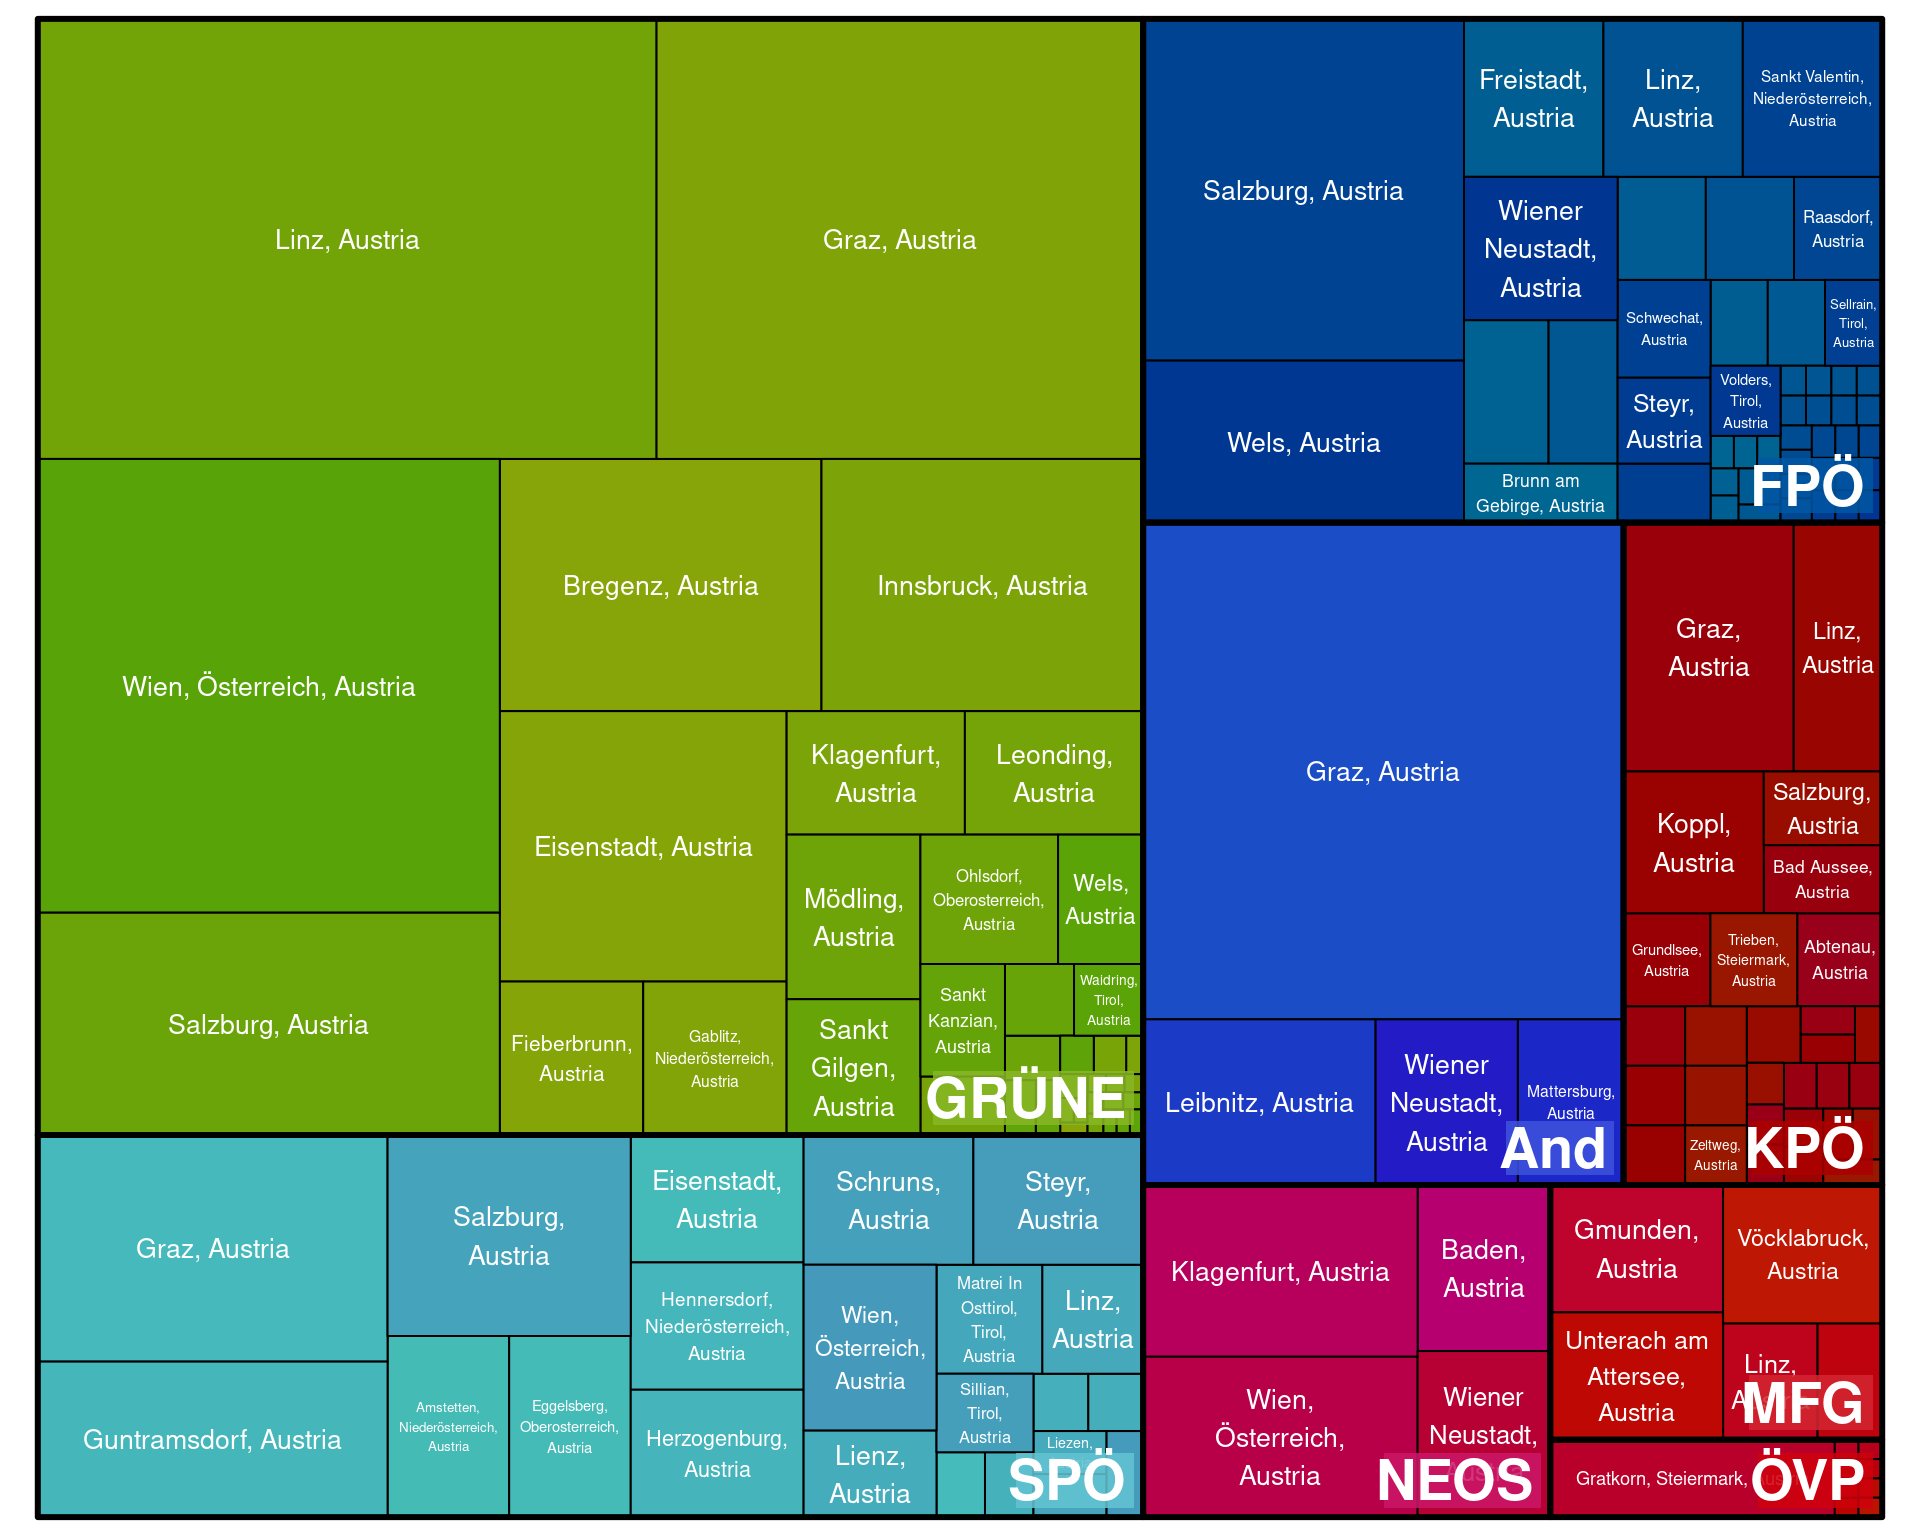 Linz, Austria
Graz, Austria
Wien, Österreich, Austria
Bregenz, Austria
Innsbruck, Austria
Eisenstadt, Austria
Klagenfurt,
Austria
Leonding,
Austria
Mödling,
Austria
Ohlsdorf,
Oberosterreich,
Austria
Wels,
Austria
Salzburg, Austria
Fieberbrunn,
Austria
Gablitz,
Niederösterreich,
Austria
Sankt
Gilgen,
Austria
Sankt
Kanzian,
Austria
Waidring,
Tirol,
Austria
GRÜNE
Graz, Austria
Guntramsdorf, Austria
Salzburg,
Austria
Amstetten,
Niederösterreich,
Austria
Eggelsberg,
Oberosterreich,
Austria
Eisenstadt,
Austria
Hennersdorf,
Niederösterreich,
Austria
Herzogenburg,
Austria
Schruns,
Austria
Steyr,
Austria
Wien,
Österreich,
Austria
Lienz,
Austria
Matrei In
Osttirol,
Tirol,
Austria
Linz,
Austria
Sillian,
Tirol,
Austria
Liezen,
SPÖ
Salzburg, Austria
Wels, Austria
Freistadt,
Austria
Linz,
Austria
Sankt Valentin,
Niederösterreich,
Austria
Wiener
Neustadt,
Austria
Raasdorf,
Austria
Schwechat,
Austria
Sellrain,
Tirol,
Austria
Volders,
Tirol,
Austria
Steyr,
Austria
Brunn am
Gebirge, Austria
FPÖ
Graz, Austria
Leibnitz, Austria
Wiener
Neustadt,
Austria
Mattersburg,
Austria
And
Graz,
Austria
Linz,
Austria
Koppl,
Austria
Salzburg,
Austria
Bad Aussee,
Austria
Grundlsee,
Austria
Trieben,
Steiermark,
Austria
Abtenau,
Austria
Zeltweg,
Austria
KPÖ
Klagenfurt, Austria
Wien,
Österreich,
Austria
Baden,
Austria
Wiener
Neustadt,
Austria
NEOS
Gmunden,
Austria
Vöcklabruck,
Austria
Unterach am
Attersee,
Austria
Linz,
MFG
Gratkorn, Steiermark, Austria
ÖVP